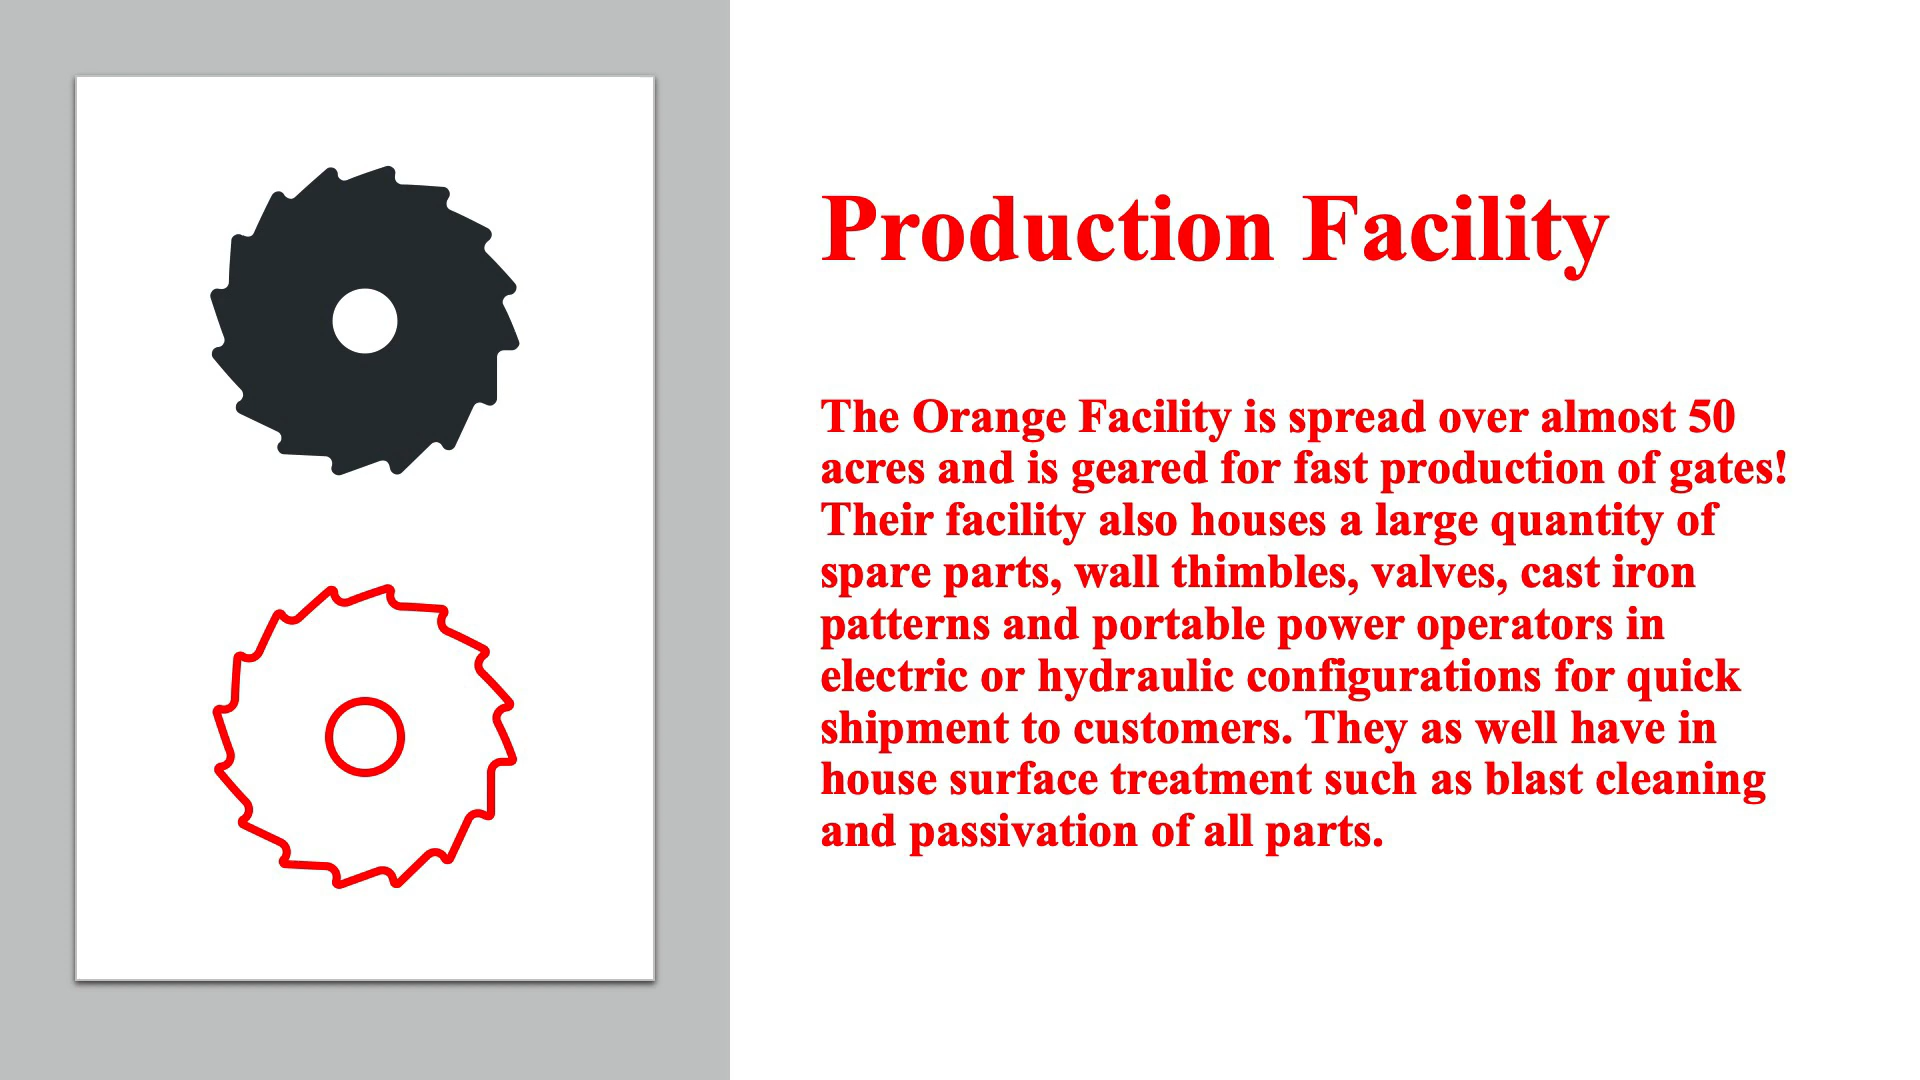 Production Facility
The Orange Facility is spread over almost 50
acres and is geared for fast production of gates!
Their facility also houses a large quantity of
spare parts, wall thimbles, valves, cast iron
patterns and portable power operators in
electric or hydraulic configurations for quick
shipment to customers. They as well have in
house surface treatment such as blast cleaning
and passivation of all parts.